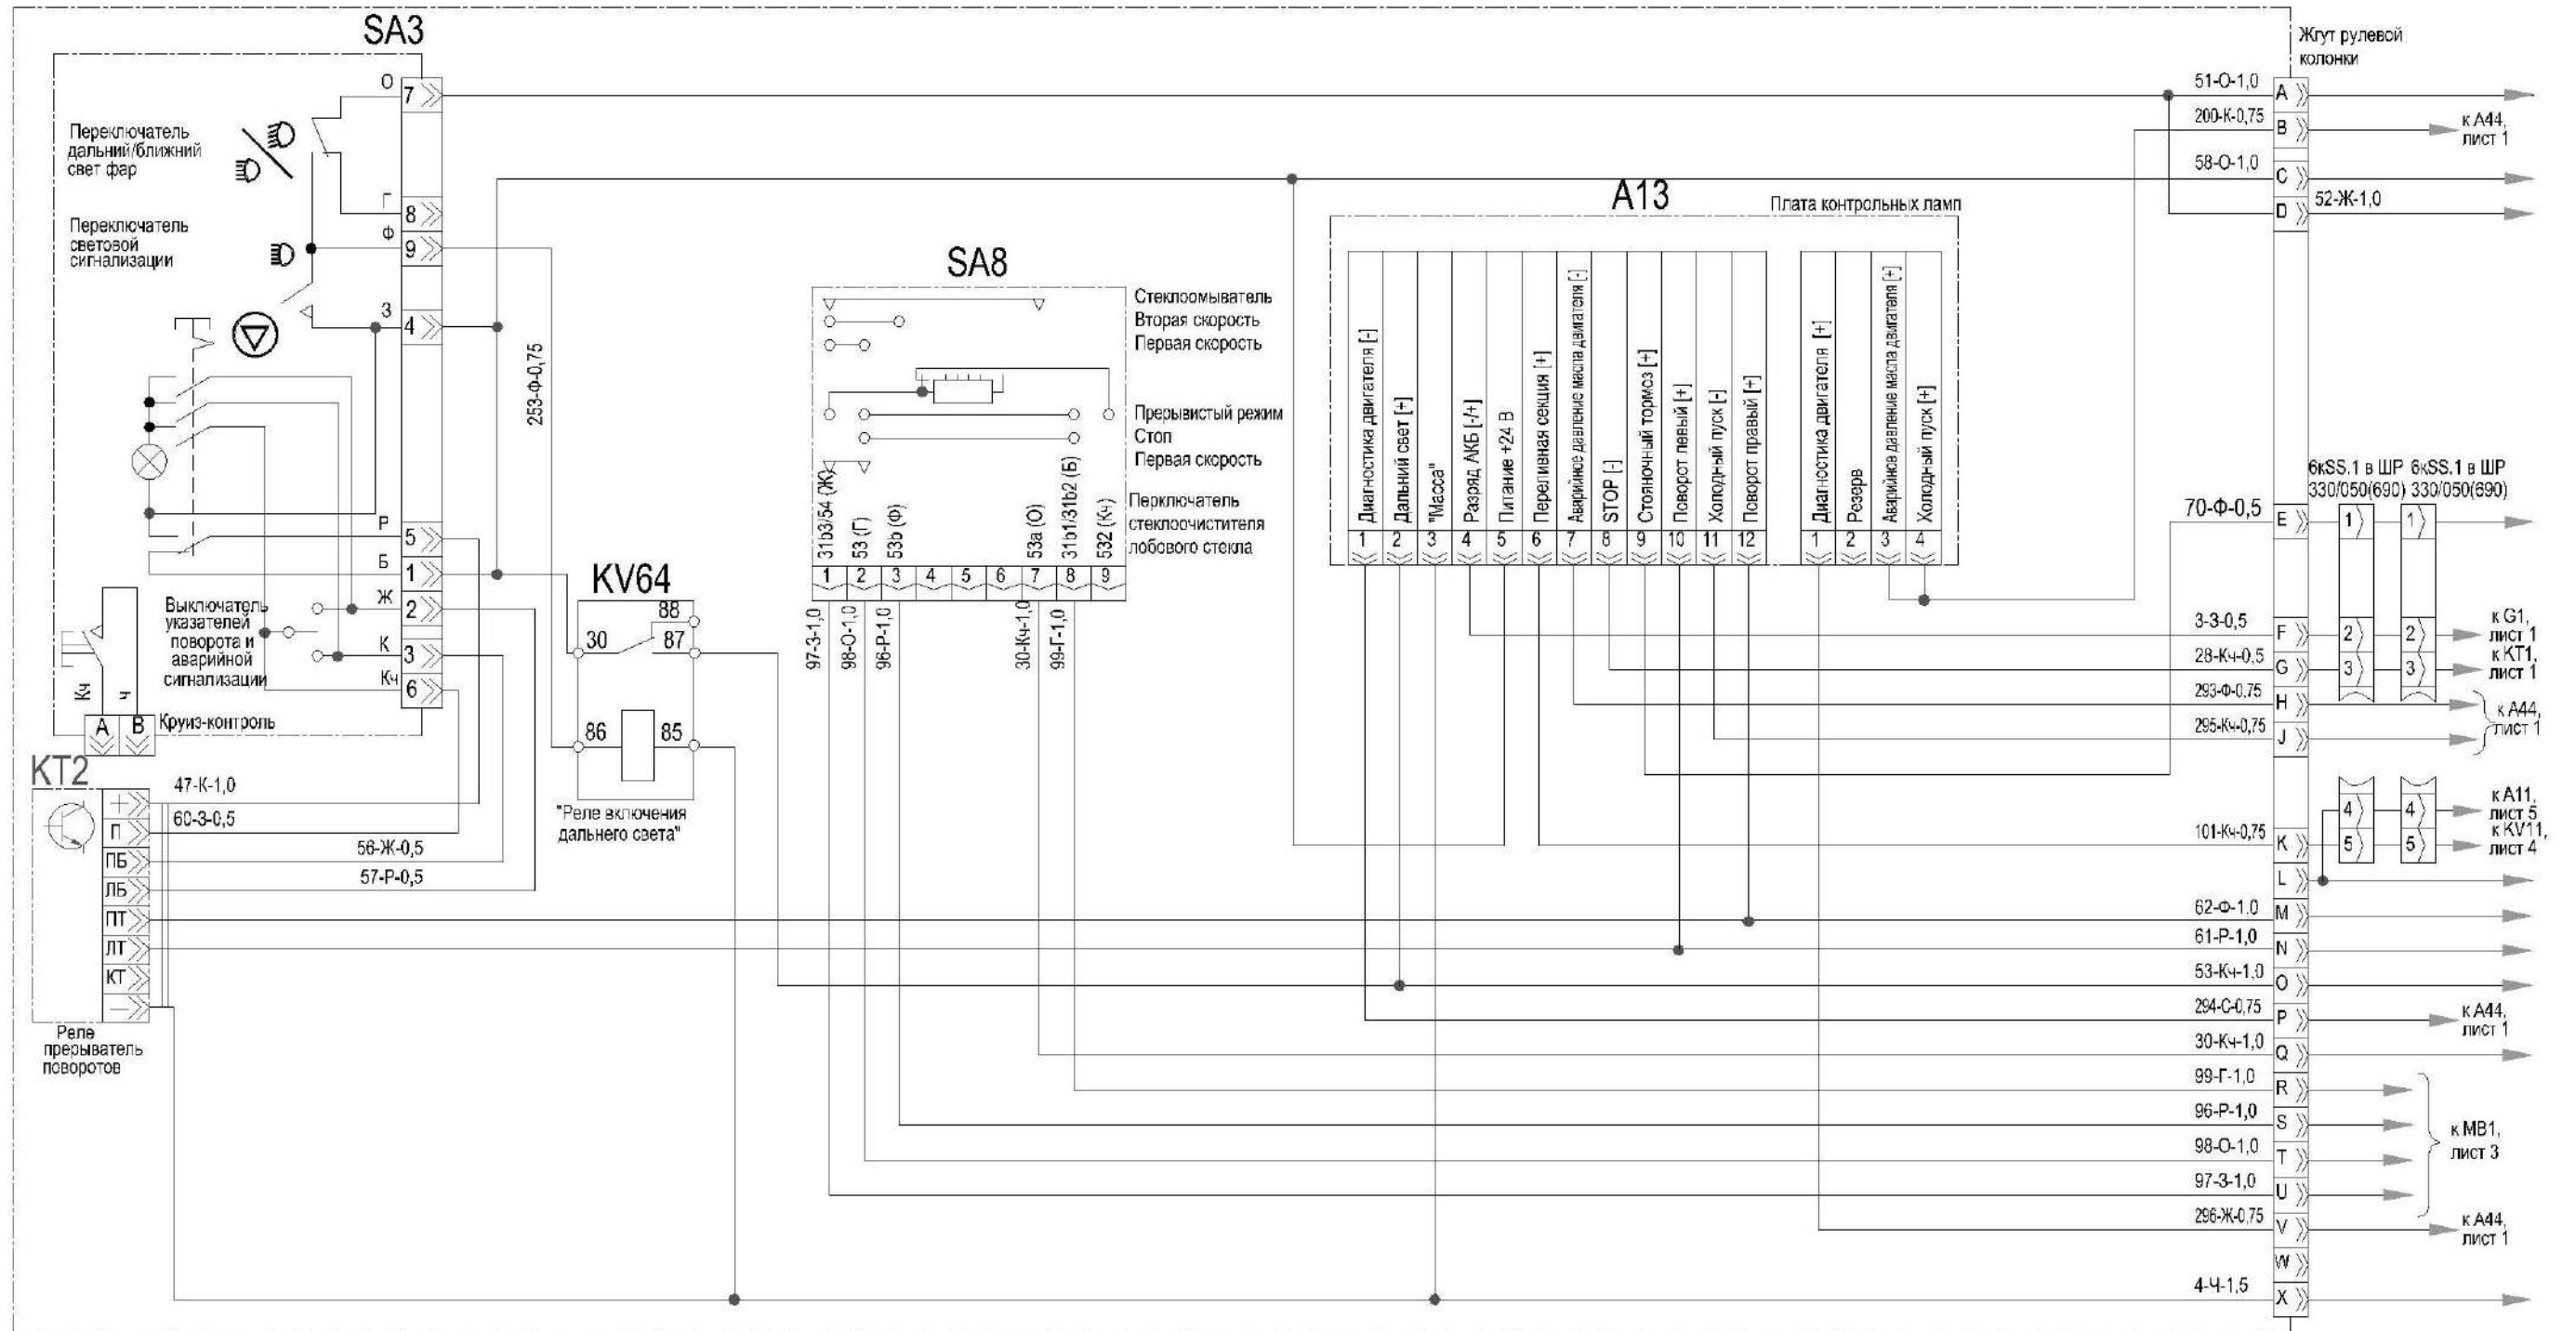 SA3
О
7
Переключатель
дальний/ближний
свет фар
Г
8
Ф
9
Переключатель
световой
сигнализации
З
4
253-Ф-0,75
Р
5
Б
1
Ж
2
К
3
Кч
6
Выключатель
указателей
поворота и
аварийной
сигнализации
Кч
Ч
A
B
Круиз-контроль
KT2
+
П
ПБ
ЛБ
ПТ
ЛТ
КТ
−
47-К-1,0
60-З-0,5
56-Ж-0,5
57-Р-0,5
Реле
прерыватель
поворотов
KV64
88
30
87
86
85
"Реле включения
дальнего света"
SA8
Стеклоомыватель
Вторая скорость
Первая скорость
Прерывистый режим
Стоп
Первая скорость
Перключатель
стеклоочистителя
лобового стекла
31b3/54 (Ж)
53 (Г)
53b (Ф)
53a (О)
31b1/31b2 (Б)
532 (Кч)
1
2
3
4
5
6
7
8
9
97-З-1,0
98-О-1,0
96-Р-1,0
30-Кч-1,0
99-Г-1,0
A13
Плата контрольных ламп
Диагностика двигателя [-]
Дальний свет [+]
"Масса"
Разряд АКБ [-/+]
Питание +24 В
Переливная секция [+]
Аварийное давление масла двигателя [-]
STOP [-]
Стояночный тормоз [+]
Поворот левый [+]
Холодный пуск [-]
Поворот правый [+]
1
2
3
4
5
6
7
8
9
10
11
12
Диагностика двигателя [+]
Резерв
Аварийное давление масла двигателя [+]
Холодный пуск [+]
1
2
3
4
Жгут рулевой
колонки
51-О-1,0
A
200-К-0,75
B
к А44,
лист 1
58-О-1,0
C
D
52-Ж-1,0
6кSS.1 в ШР 6кSS.1 в ШР
330/050(690) 330/050(690)
70-Ф-0,5
E
1
1
3-З-0,5
F
2
2
к G1,
лист 1
28-Кч-0,5
G
3
3
к KT1,
лист 1
293-Ф-0,75
H
295-Кч-0,75
J
к А44,
лист 1
4
4
к А11,
лист 5
101-Кч-0,75
K
5
5
к KV11,
лист 4
L
62-Ф-1,0
M
61-Р-1,0
N
53-Кч-1,0
O
294-С-0,75
P
к А44,
лист 1
30-Кч-1,0
Q
99-Г-1,0
R
96-Р-1,0
S
98-О-1,0
T
97-З-1,0
U
к МВ1,
лист 3
296-Ж-0,75
V
к А44,
лист 1
W
4-Ч-1,5
X